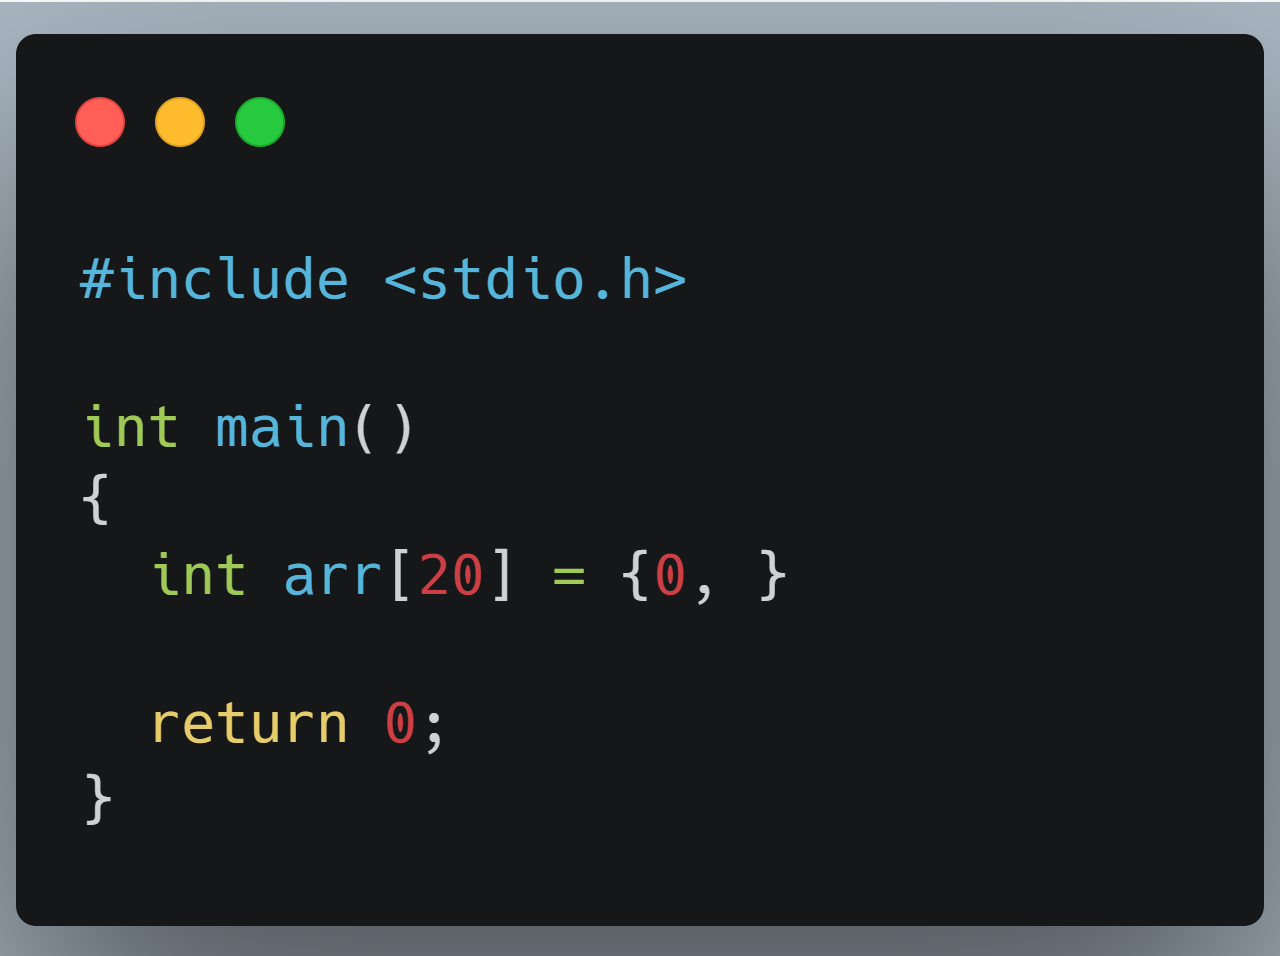 #include <stdio.h>
int main()
{
  int arr[20] = {0, }
  return 0;
}